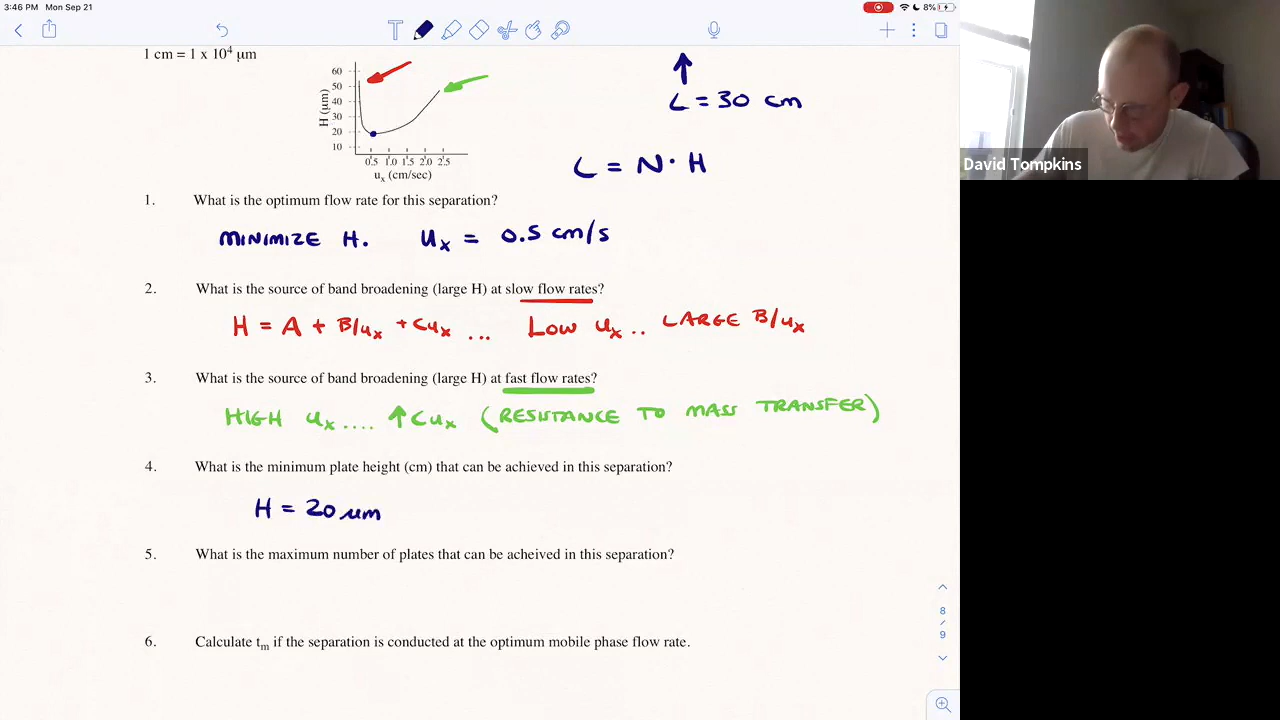 3:46 PM Mon Sep 21
8%
1 cm = 1 x 10⁴ μm
60
50
40
30
20
10
H (μm)
0.5 1.0 1.5 2.0 2.5
uₓ (cm/sec)
L = 30 cm
L = N · H
1. What is the optimum flow rate for this separation?
MINIMIZE H. uₓ = 0.5 cm/s
2. What is the source of band broadening (large H) at slow flow rates?
H = A + B/uₓ + Cuₓ ... LOW uₓ .. LARGE B/uₓ
3. What is the source of band broadening (large H) at fast flow rates?
HIGH uₓ .... ↑ Cuₓ (RESISTANCE TO MASS TRANSFER)
4. What is the minimum plate height (cm) that can be achieved in this separation?
H = 20 μm
5. What is the maximum number of plates that can be acheived in this separation?
6. Calculate tₘ if the separation is conducted at the optimum mobile phase flow rate.
8
/
9
David Tompkins